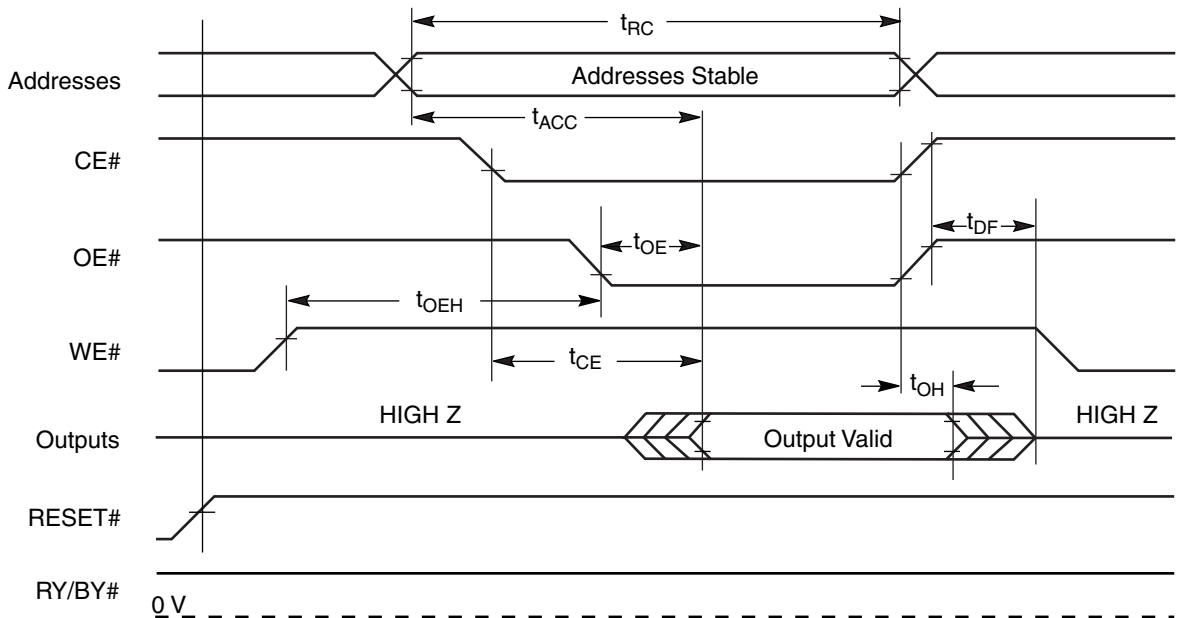 tRC
Addresses
Addresses Stable
tACC
CE#
tDF
OE#
tOE
tOEH
WE#
tCE
tOH
HIGH Z
HIGH Z
Outputs
Output Valid
RESET#
RY/BY#
0 V